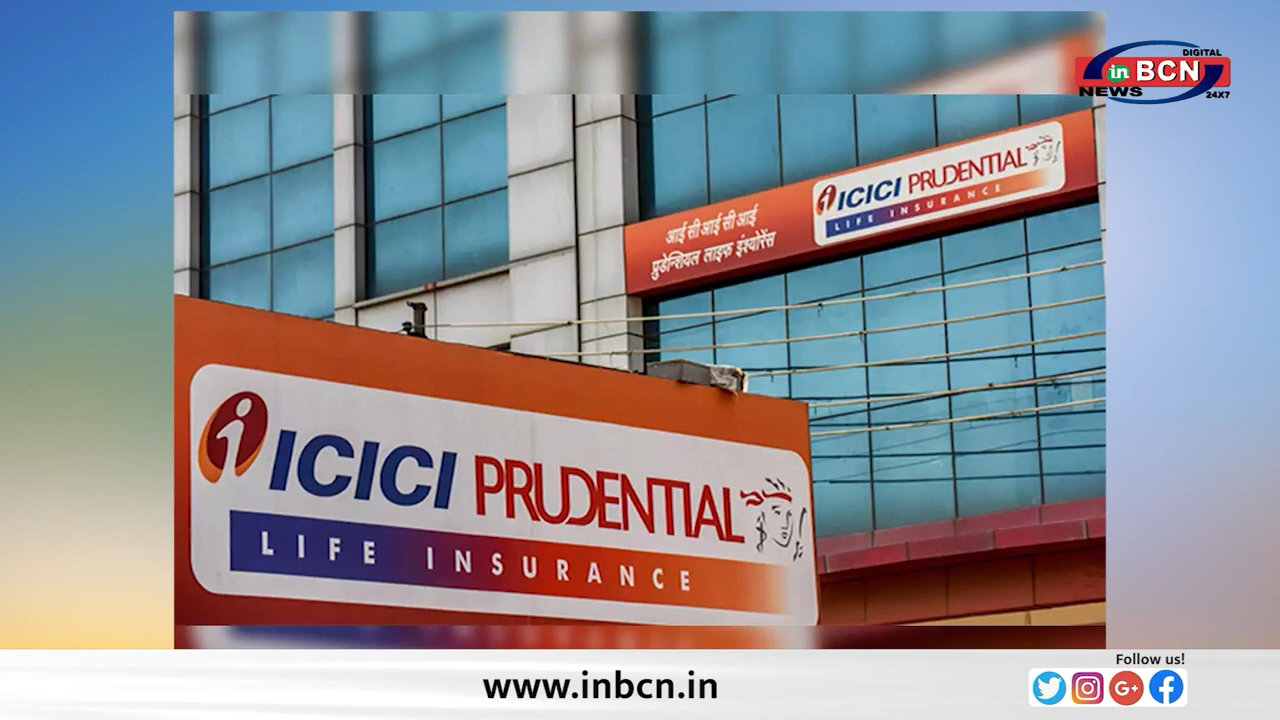 DIGITAL
in BCN
NEWS 24X7
आई सी आई सी आई
प्रुडेन्शियल लाइफ इंश्योरेंस
ICICI PRUDENTIAL
LIFE INSURANCE
ICICI PRUDENTIAL
LIFE INSURANCE
Follow us!
www.inbcn.in